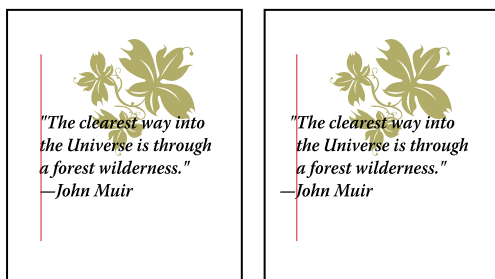 "The clearest way into
the Universe is through
a forest wilderness."
—John Muir
"The clearest way into
the Universe is through
a forest wilderness."
—John Muir